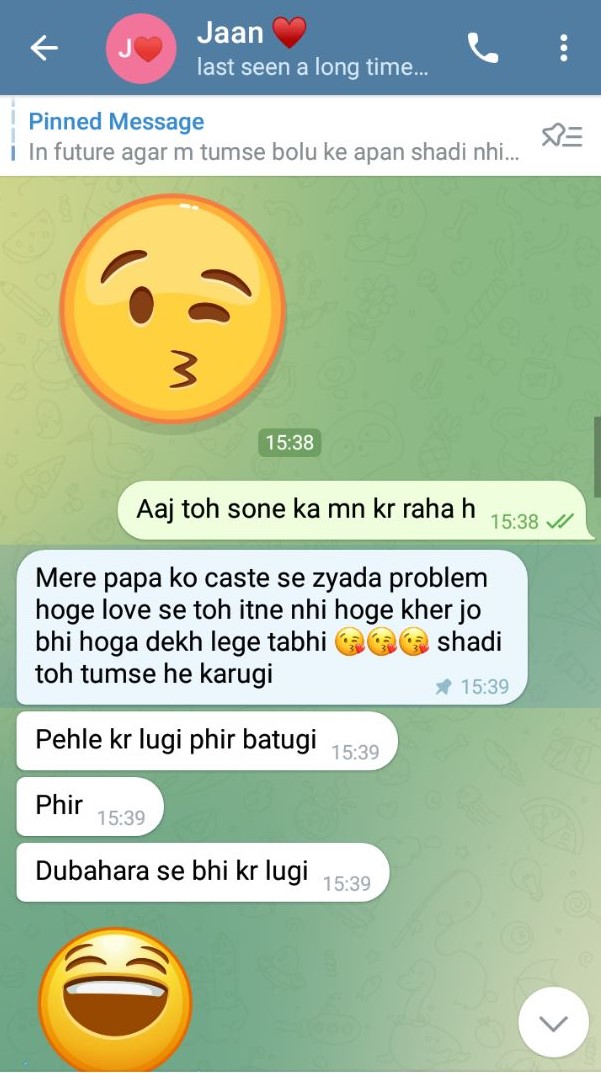 J❤️
Jaan ❤️
last seen a long time...
Pinned Message
In future agar m tumse bolu ke apan shadi nhi...
15:38
Aaj toh sone ka mn kr raha h 15:38
Mere papa ko caste se zyada problem
hoge love se toh itne nhi hoge kher jo
bhi hoga dekh lege tabhi 😘😘😘 shadi
toh tumse he karugi 15:39
Pehle kr lugi phir batugi 15:39
Phir 15:39
Dubahara se bhi kr lugi 15:39